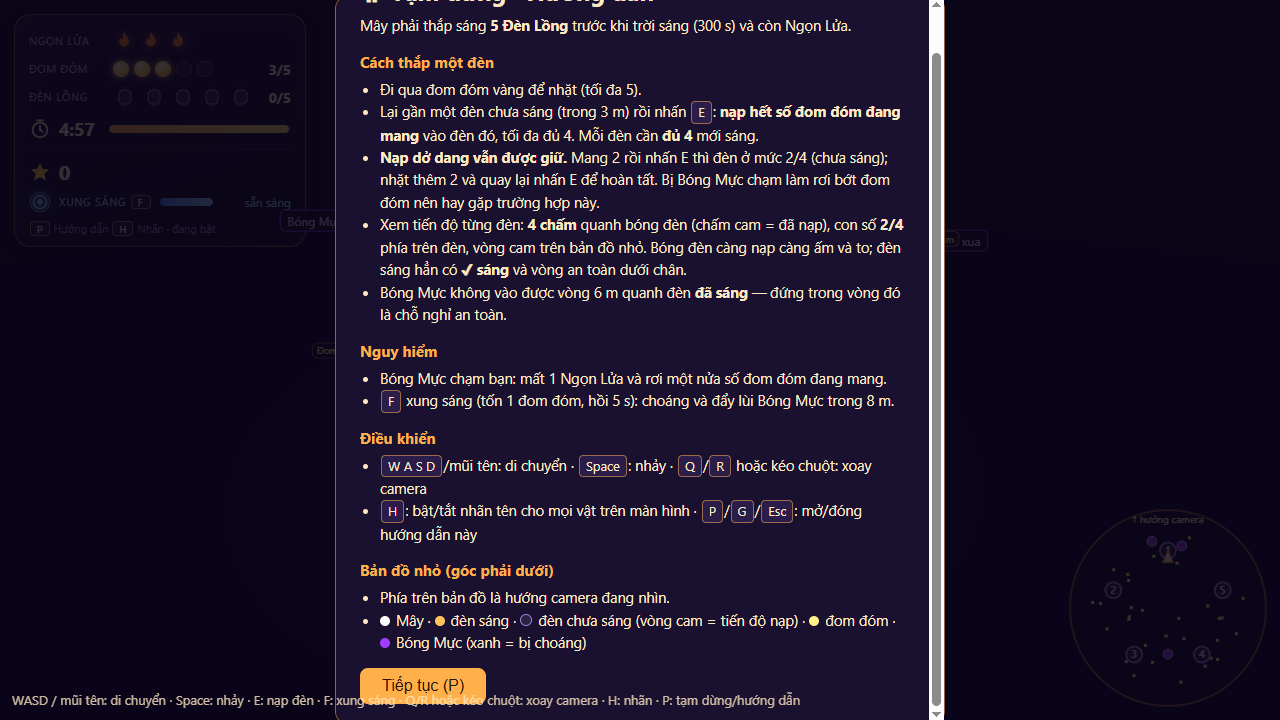 Mây phải thắp sáng 5 Đèn Lồng trước khi trời sáng (300 s) và còn Ngọn Lửa.
Cách thắp một đèn
Đi qua đom đóm vàng để nhặt (tối đa 5).
Lại gần một đèn chưa sáng (trong 3 m) rồi nhấn E: nạp hết số đom đóm đang
mang vào đèn đó, tối đa đủ 4. Mỗi đèn cần đủ 4 mới sáng.
Nạp dở dang vẫn được giữ. Mang 2 rồi nhấn E thì đèn ở mức 2/4 (chưa sáng);
nhặt thêm 2 và quay lại nhấn E để hoàn tất. Bị Bóng Mực chạm làm rơi bớt đom
đóm nên hay gặp trường hợp này.
Xem tiến độ từng đèn: 4 chấm quanh bóng đèn (chấm cam = đã nạp), con số 2/4
phía trên đèn, vòng cam trên bản đồ nhỏ. Bóng đèn càng nạp càng ấm và to; đèn
sáng hẳn có ✔ sáng và vòng an toàn dưới chân.
Bóng Mực không vào được vòng 6 m quanh đèn đã sáng — đứng trong vòng đó
là chỗ nghỉ an toàn.
Nguy hiểm
Bóng Mực chạm bạn: mất 1 Ngọn Lửa và rơi một nửa số đom đóm đang mang.
F xung sáng (tốn 1 đom đóm, hồi 5 s): choáng và đẩy lùi Bóng Mực trong 8 m.
Điều khiển
W A S D/mũi tên: di chuyển · Space: nhảy · Q/R hoặc kéo chuột: xoay
camera
H: bật/tắt nhãn tên cho mọi vật trên màn hình · P/G/Esc: mở/đóng
hướng dẫn này
Bản đồ nhỏ (góc phải dưới)
Phía trên bản đồ là hướng camera đang nhìn.
Mây · đèn sáng · đèn chưa sáng (vòng cam = tiến độ nạp) · đom đóm ·
Bóng Mực (xanh = bị choáng)
Tiếp tục (P)
WASD / mũi tên: di chuyển · Space: nhảy · E: nạp đèn · F: xung sáng · Q/R hoặc kéo chuột: xoay camera · H: nhãn · P: tạm dừng/hướng dẫn
NGỌN LỬA
ĐOM ĐÓM 3/5
ĐÈN LỒNG 0/5
4:57
0
XUNG SÁNG F sẵn sàng
P Hướng dẫn H Nhãn · đang bật
Bóng Mự
Đom
xua
↑ hướng camera
1
2
5
3
4